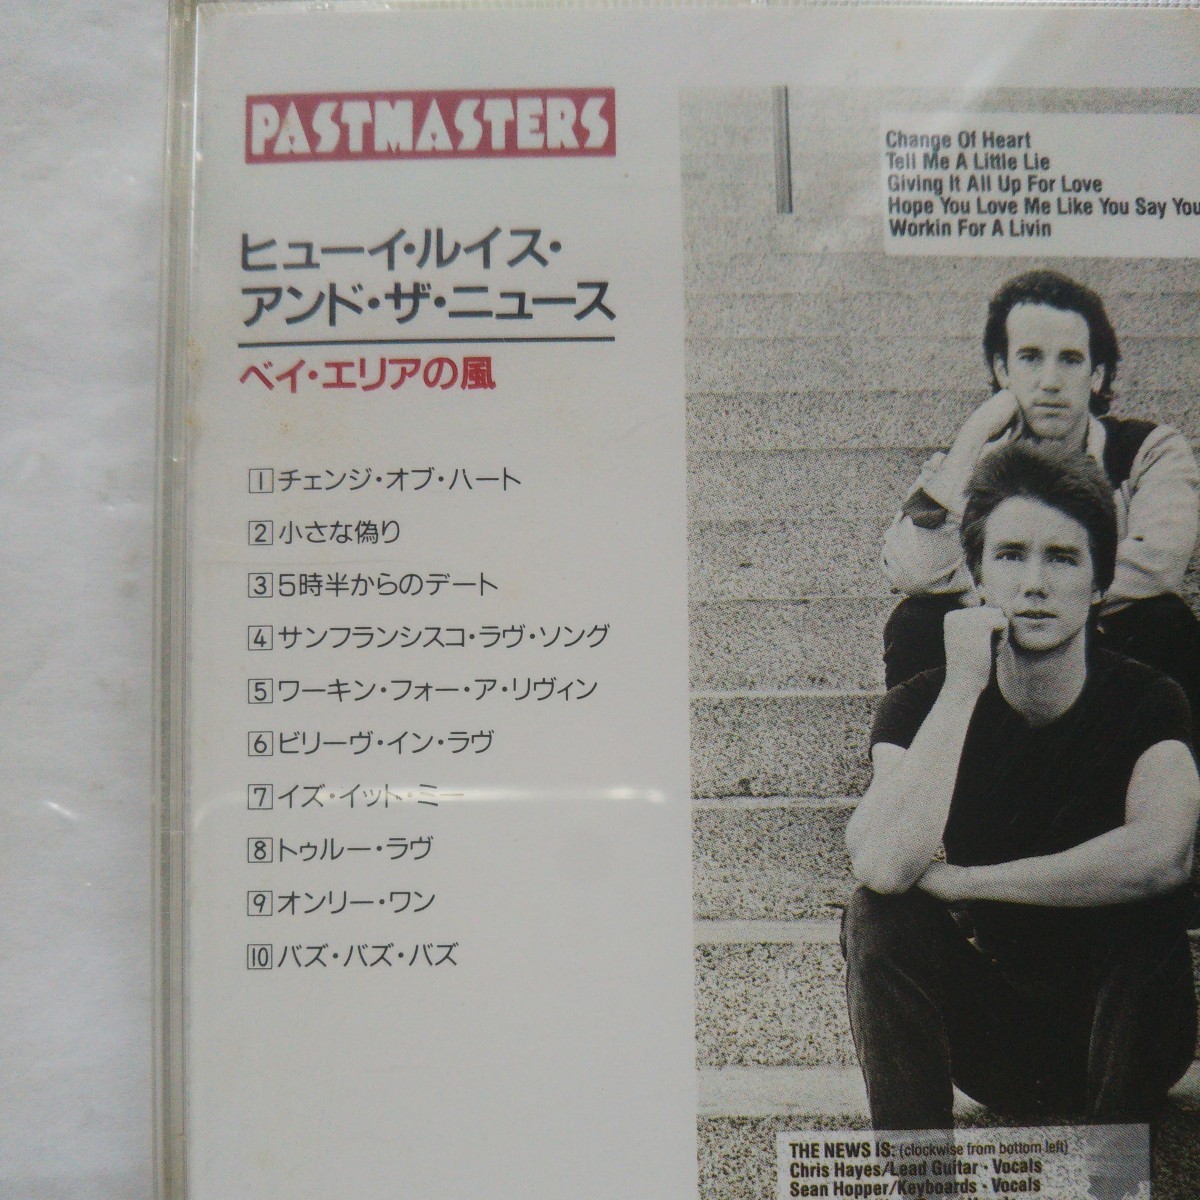 PASTMASTERS
ヒューイ・ルイス・
アンド・ザ・ニュース
ベイ・エリアの風
1 チェンジ・オブ・ハート
2 小さな偽り
3 5時半からのデート
4 サンフランシスコ・ラヴ・ソング
5 ワーキン・フォー・ア・リヴィン
6 ビリーヴ・イン・ラヴ
7 イズ・イット・ミー
8 トゥルー・ラヴ
9 オンリー・ワン
10 バズ・バズ・バズ
Change Of Heart
Tell Me A Little Lie
Giving It All Up For Love
Hope You Love Me Like You Say You
Workin For A Livin
THE NEWS IS: (clockwise from bottom left)
Chris Hayes/Lead Guitar · Vocals
Sean Hopper/Keyboards · Vocals